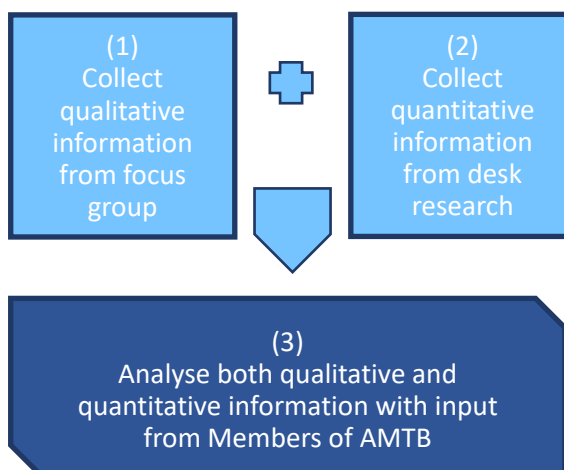 (1)
Collect
qualitative
information
from focus
group
(2)
Collect
quantitative
information
from desk
research
(3)
Analyse both qualitative and
quantitative information with input
from Members of AMTB